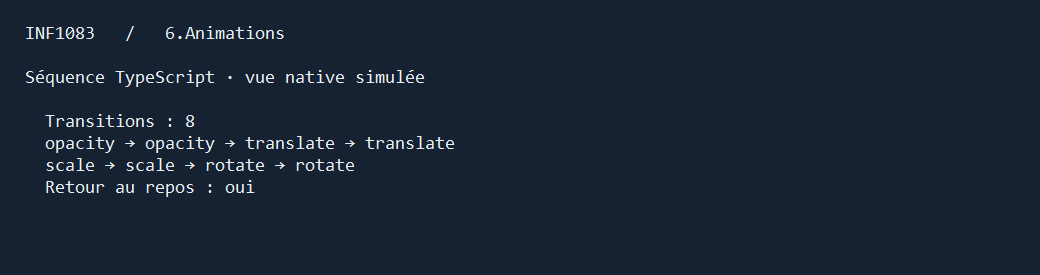 INF1083 / 6.Animations
Séquence TypeScript · vue native simulée
Transitions : 8
opacity → opacity → translate → translate
scale → scale → rotate → rotate
Retour au repos : oui